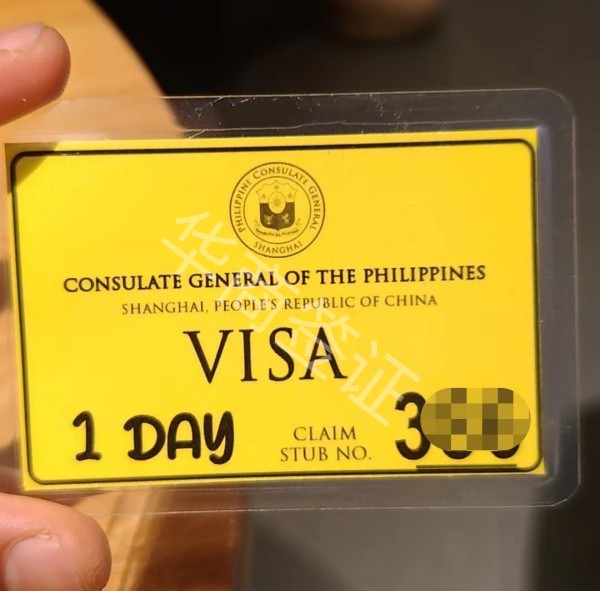 PHILIPPINE CONSULATE GENERAL
SHANGHAI
CONSULATE GENERAL OF THE PHILIPPINES
SHANGHAI, PEOPLE'S REPUBLIC OF CHINA
VISA
1 DAY
CLAIM
STUB NO.
3
华商签证